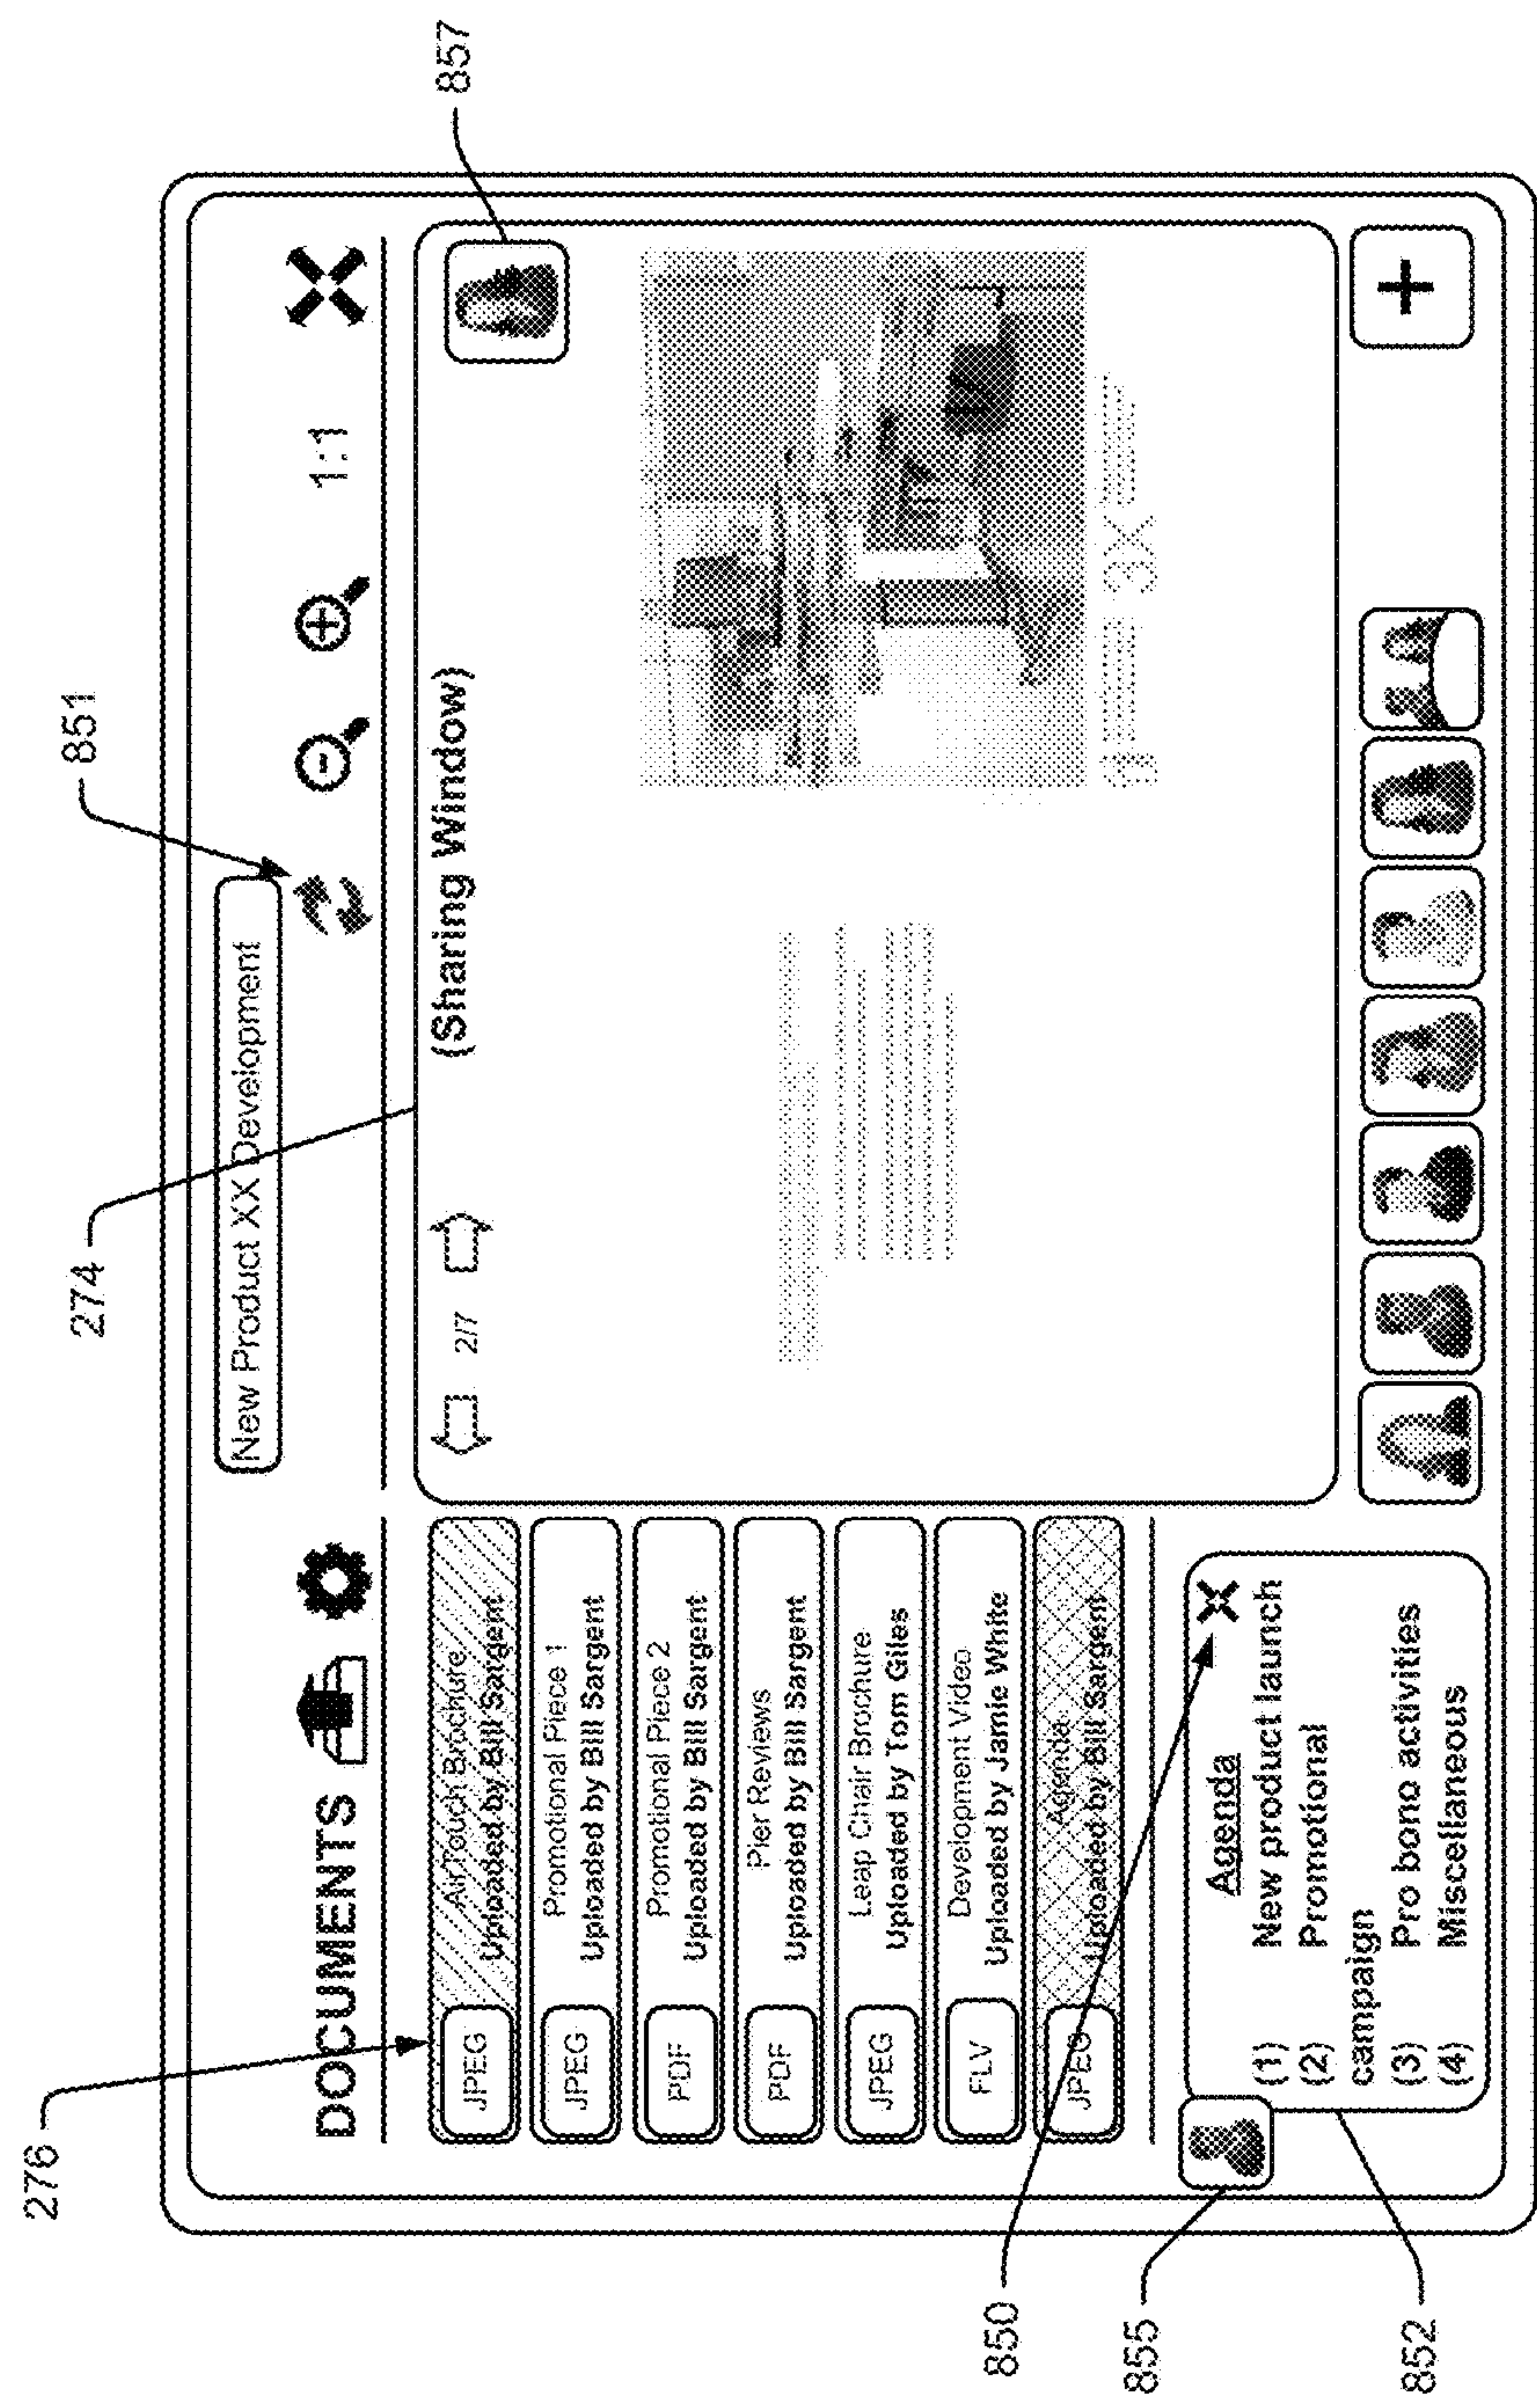 276
274
851
857
New Product XX Development
DOCUMENTS
1:1
JPEG
AirTouch Brochure
Uploaded by Bill Sargent
JPEG
Promotional Piece 1
Uploaded by Bill Sargent
PDF
Promotional Piece 2
Uploaded by Bill Sargent
PDF
Pier Reviews
Uploaded by Bill Sargent
JPEG
Leap Chair Brochure
Uploaded by Tom Giles
FLV
Development Video
Uploaded by Jamie White
JPEG
Agenda
Uploaded by Bill Sargent
2/7
(Sharing Window)
3X
Agenda
(1) New product launch
(2) Promotional
campaign
(3) Pro bono activities
(4) Miscellaneous
850
855
852